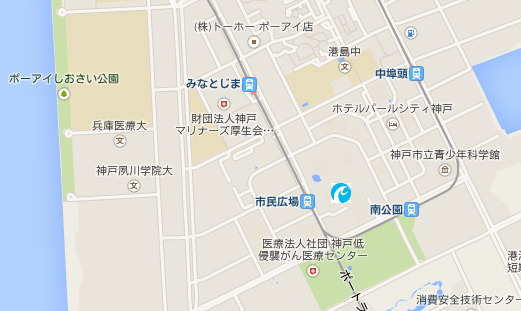 (株)トーホー ポーアイ店
港島中
ポーアイしおさい公園
みなとじま
中埠頭
財団法人神戸
マリナーズ厚生会…
ホテルパールシティ神戸
兵庫医療大
神戸市立青少年科学館
神戸夙川学院大
市民広場
南公園
医療法人社団 神戸低
侵襲がん医療センター
ポートラ
港
短期
消費安全技術センター